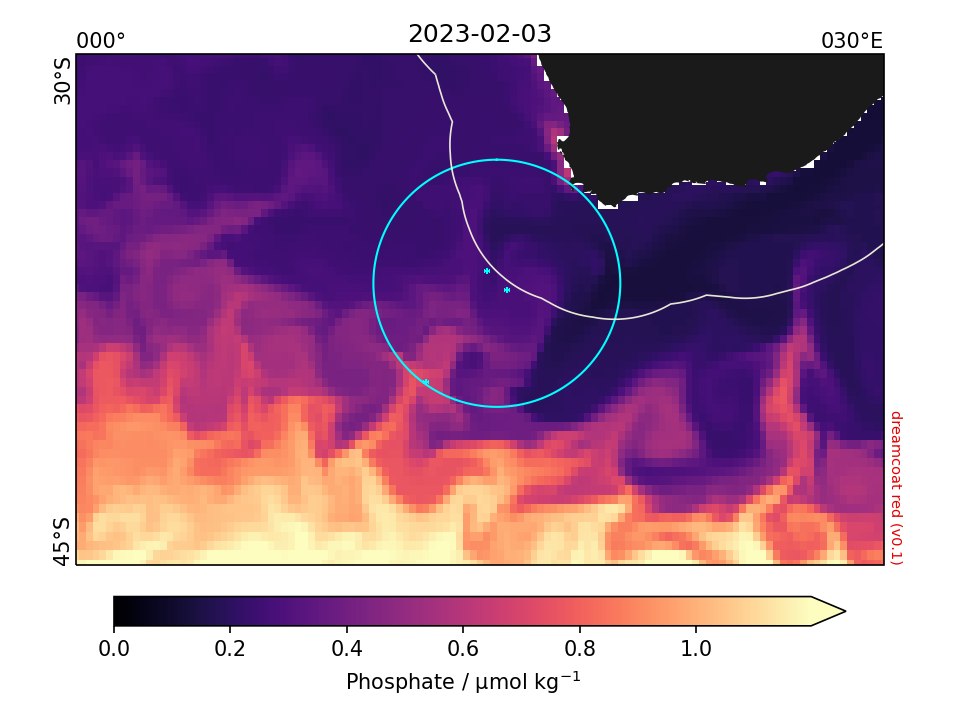 2023-02-03
000°
030°E
30°S
45°S
dreamcoat red (v0.1)
0.0 0.2 0.4 0.6 0.8 1.0
Phosphate / µmol kg⁻¹